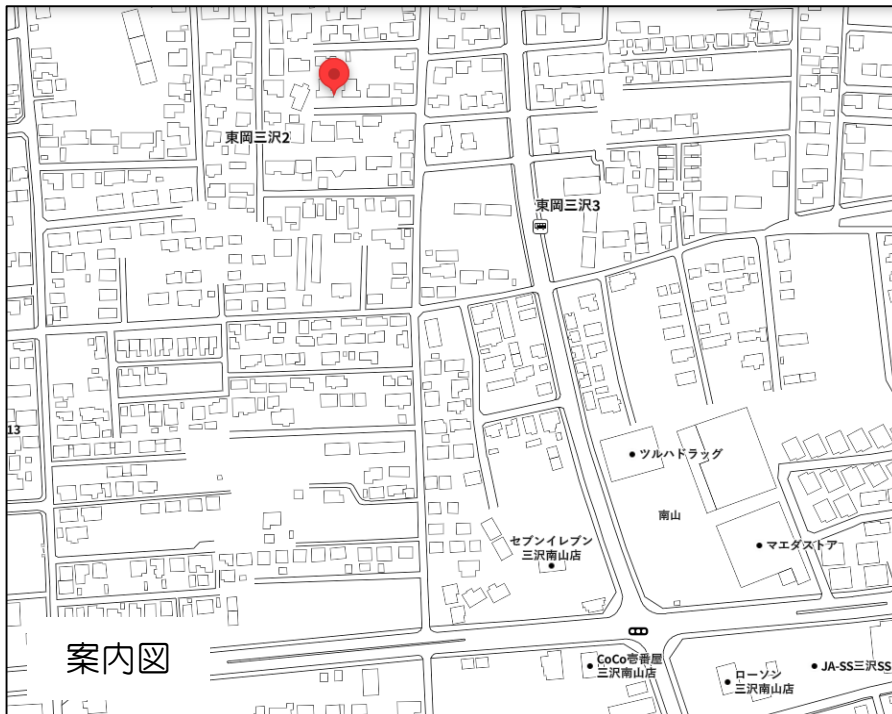 東岡三沢2
東岡三沢3
13
ツルハドラッグ
南山
セブンイレブン
三沢南山店
マエダストア
案内図
CoCo壱番屋
三沢南山店
ローソン
三沢南山店
JA-SS三沢SS